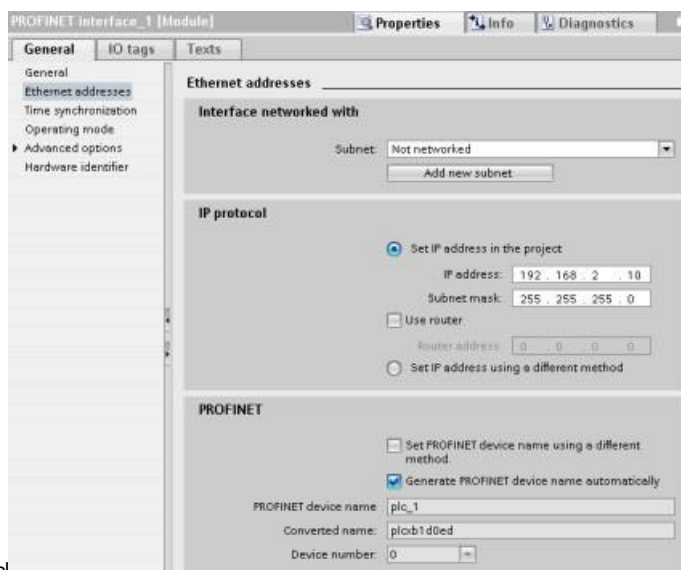 PROFINET interface_1 [Module]
Properties
Info
Diagnostics
General
IO tags
Texts
General
Ethernet addresses
Time synchronization
Operating mode
Advanced options
Hardware identifier
Ethernet addresses
Interface networked with
Subnet: Not networked
Add new subnet
IP protocol
Set IP address in the project
IP address: 192 . 168 . 2 . 10
Subnet mask: 255 . 255 . 255 . 0
Use router
Router address: 0 . 0 . 0 . 0
Set IP address using a different method
PROFINET
Set PROFINET device name using a different
method.
Generate PROFINET device name automatically
PROFINET device name plc_1
Converted name: plcxb1d0ed
Device number: 0